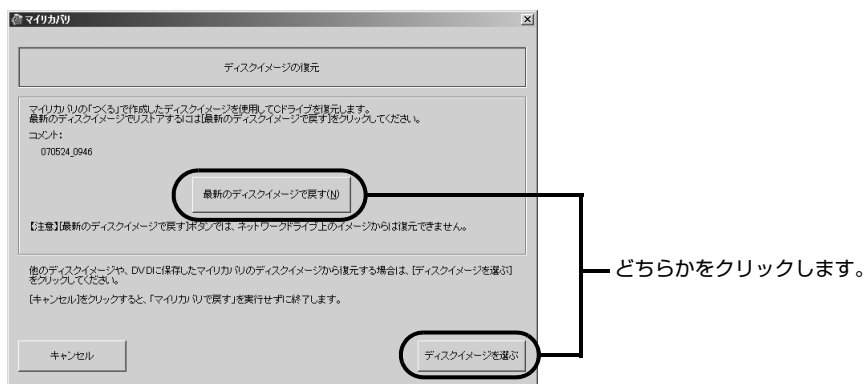 マイリカバリ
ディスクイメージの復元
マイリカバリの「つくる」で作成したディスクイメージを使用してCドライブを復元します。
最新のディスクイメージでリストアするには[最新のディスクイメージで戻す]をクリックしてください。
コメント：
070524_0946
最新のディスクイメージで戻す(N)
【注意】[最新のディスクイメージで戻す]ボタンでは、ネットワークドライブ上のイメージからは復元できません。
他のディスクイメージや、DVDに保存したマイリカバリのディスクイメージから復元する場合は、[ディスクイメージを選ぶ]
をクリックしてください。
[キャンセル]をクリックすると、「マイリカバリで戻す」を実行せずに終了します。
キャンセル
ディスクイメージを選ぶ
どちらかをクリックします。